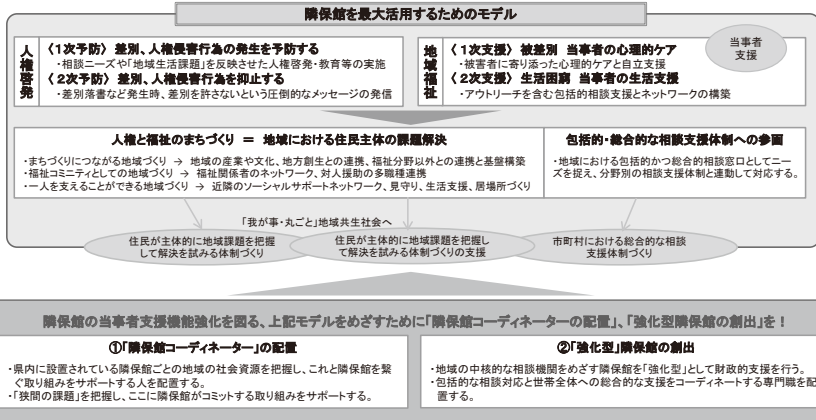 隣保館を最大活用するためのモデル
人権啓発
〈1次予防〉差別、人権侵害行為の発生を予防する
・相談ニーズや「地域生活課題」を反映させた人権啓発・教育等の実施
〈2次予防〉差別、人権侵害行為を抑止する
・差別落書など発生時、差別を許さないという圧倒的なメッセージの発信
地域福祉
〈1次支援〉被差別 当事者の心理的ケア
・被害者に寄り添った心理的ケアと自立支援
〈2次支援〉生活困窮 当事者の生活支援
・アウトリーチを含む包括的相談支援とネットワークの構築
当事者
支援
人権と福祉のまちづくり ＝ 地域における住民主体の課題解決
・まちづくりにつながる地域づくり → 地域の産業や文化、地方創生との連携、福祉分野以外との連携と基盤構築
・福祉コミニティとしての地域づくり → 福祉関係者のネットワーク、対人援助の多職種連携
・一人を支えることができる地域づくり → 近隣のソーシャルサポートネットワーク、見守り、生活支援、居場所づくり
包括的・総合的な相談支援体制への参画
・地域における包括的かつ総合的相談窓口としてニー
ズを捉え、分野別の相談支援体制と連動して対応する。
「我が事・丸ごと」地域共生社会へ
住民が主体的に地域課題を把握
して解決を試みる体制づくり
住民が主体的に地域課題を把握し
て解決を試みる体制づくりの支援
市町村における総合的な相談
支援体制づくり
隣保館の当事者支援機能強化を図る、上記モデルをめざすために「隣保館コーディネーターの配置」、「強化型隣保館の創出」を！
①「隣保館コーディネーター」の配置
・県内に設置されている隣保館ごとの地域の社会資源を把握し、これと隣保館を繋
ぐ取り組みをサポートする人を配置する。
・「狭間の課題」を把握し、ここに隣保館がコミットする取り組みをサポートする。
②「強化型」隣保館の創出
・地域の中核的な相談機関をめざす隣保館を「強化型」として財政的支援を行う。
・包括的な相談対応と世帯全体への総合的な支援をコーディネートする専門職を配
置する。